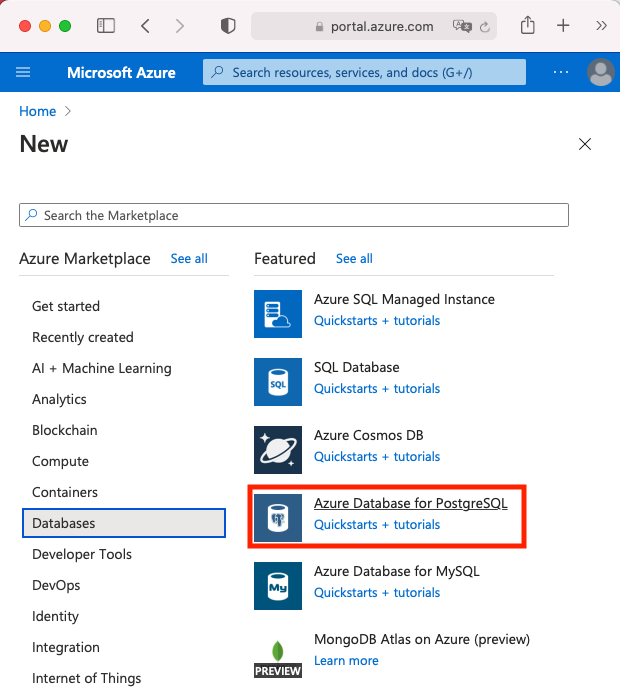 portal.azure.com
Microsoft Azure
Search resources, services, and docs (G+/)
Home
New
Search the Marketplace
Azure Marketplace See all
Get started
Recently created
AI + Machine Learning
Analytics
Blockchain
Compute
Containers
Databases
Developer Tools
DevOps
Identity
Integration
Internet of Things
Featured See all
Azure SQL Managed Instance
Quickstarts + tutorials
SQL
SQL Database
Quickstarts + tutorials
Azure Cosmos DB
Quickstarts + tutorials
Azure Database for PostgreSQL
Quickstarts + tutorials
My
Azure Database for MySQL
Quickstarts + tutorials
PREVIEW
MongoDB Atlas on Azure (preview)
Learn more